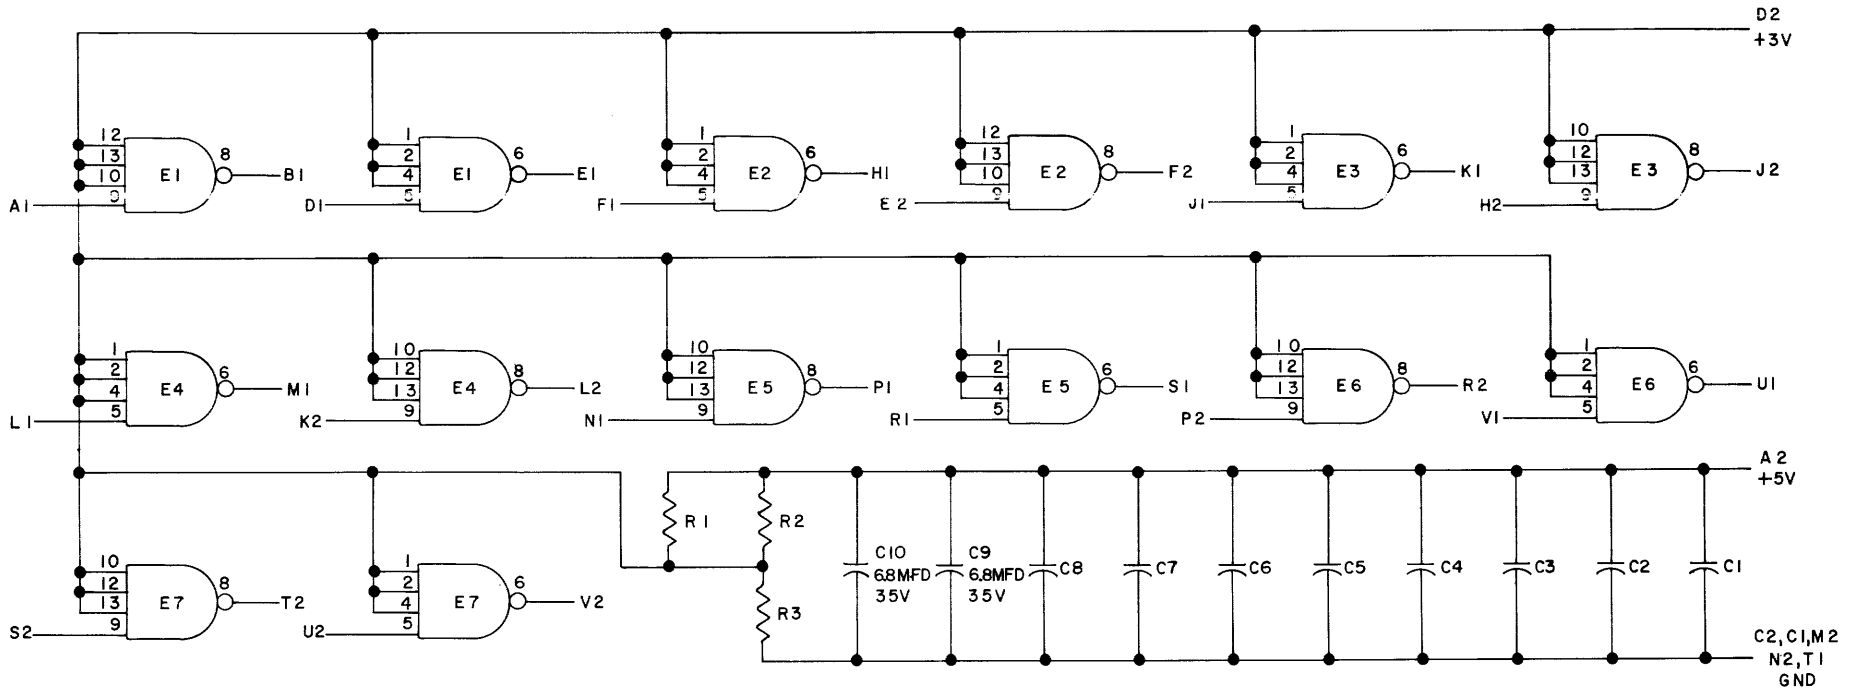 D2
+3V
12 13 10 9 E1 8 B1 A1
1 2 4 5 E1 6 E1 D1
1 2 4 5 E2 6 H1 F1
12 13 10 9 E2 8 F2 E2
1 2 4 5 E3 6 K1 J1
10 12 13 9 E3 8 J2 H2
1 2 4 5 E4 6 M1 L1
10 12 13 9 E4 8 L2 K2
10 12 13 9 E5 8 P1 N1
1 2 4 5 E5 6 S1 R1
10 12 13 9 E6 8 R2 P2
1 2 4 5 E6 6 U1 V1
A2
+5V
10 12 13 9 E7 8 T2 S2
1 2 4 5 E7 6 V2 U2
R1
R2
R3
C10
6.8MFD
35V
C9
6.8MFD
35V
C8
C7
C6
C5
C4
C3
C2
C1
C2,C1,M2
N2,T1
GND